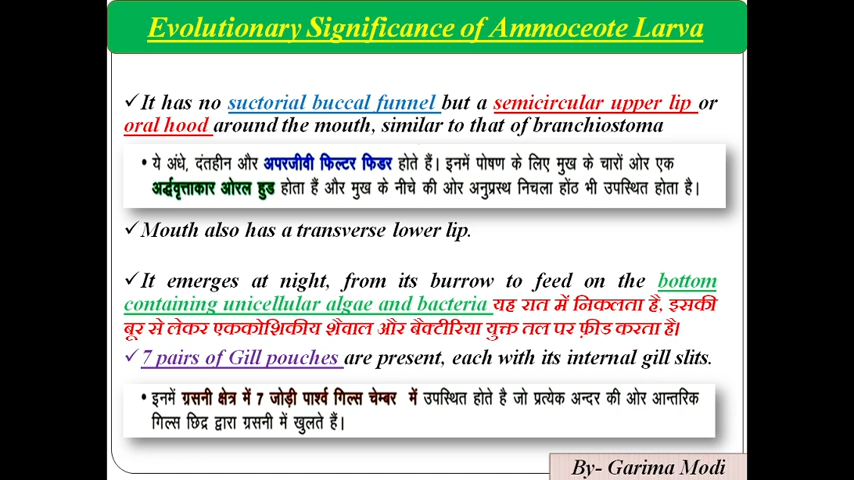 Evolutionary Significance of Ammoceote Larva
✓It has no suctorial buccal funnel but a semicircular upper lip or
oral hood around the mouth, similar to that of branchiostoma
• ये अंधे, दंतहीन और अपरजीवी फिल्टर फिडर होते हैं। इनमें पोषण के लिए मुख के चारों ओर एक
अर्द्धवृत्ताकार ओरल हुड होता हैं और मुख के नीचे की ओर अनुप्रस्थ निचला होंठ भी उपस्थित होता है।
✓Mouth also has a transverse lower lip.
✓It emerges at night, from its burrow to feed on the bottom
containing unicellular algae and bacteria यह रात में निकलता है, इसकी
बूर से लेकर एककोशिकीय शैवाल और बैक्टीरिया युक्त तल पर फ़ीड करता है।
✓7 pairs of Gill pouches are present, each with its internal gill slits.
• इनमें ग्रसनी क्षेत्र में 7 जोड़ी पार्श्व गिल्स चेम्बर में उपस्थित होते है जो प्रत्येक अन्दर की ओर आन्तरिक
गिल्स छिद्र द्वारा ग्रसनी में खुलते हैं।
By- Garima Modi